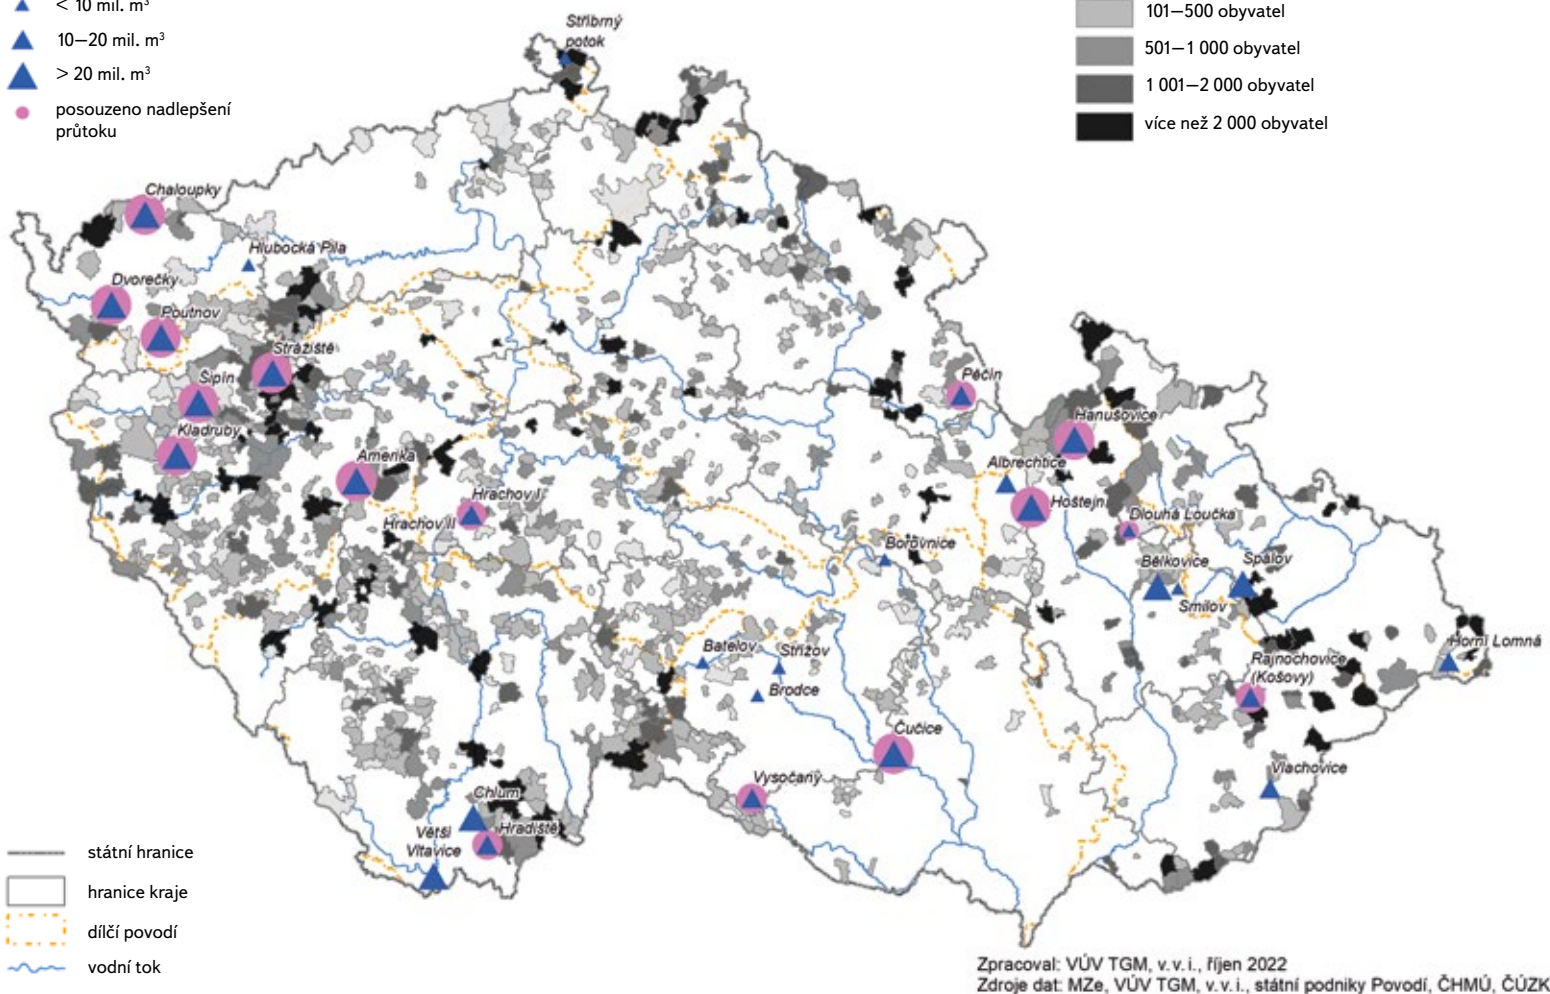 < 10 mil. m³
10—20 mil. m³
> 20 mil. m³
posouzeno nadlepšení
průtoku
101—500 obyvatel
501—1 000 obyvatel
1 001—2 000 obyvatel
více než 2 000 obyvatel
Stříbrný
potok
Chaloupky
Hlubocká Pila
Dvorečky
Poutnov
Strážiště
Šipín
Kladruby
Amerika
Hrachov I
Hrachov II
Pěčín
Hanušovice
Albrechtice
Hoštejn
Dlouhá Loučka
Borovnice
Bělkovice
Spálov
Smilov
Horní Lomná
Batelov
Střížov
Brodce
Rajnochovice
(Košovy)
Čučice
Vysočany
Vlachovice
Chlum
Hradiště
Větší
Vltavice
státní hranice
hranice kraje
dílčí povodí
vodní tok
Zpracoval: VÚV TGM, v.v.i., říjen 2022
Zdroje dat: MZe, VÚV TGM, v.v.i., státní podniky Povodí, ČHMÚ, ČÚZK